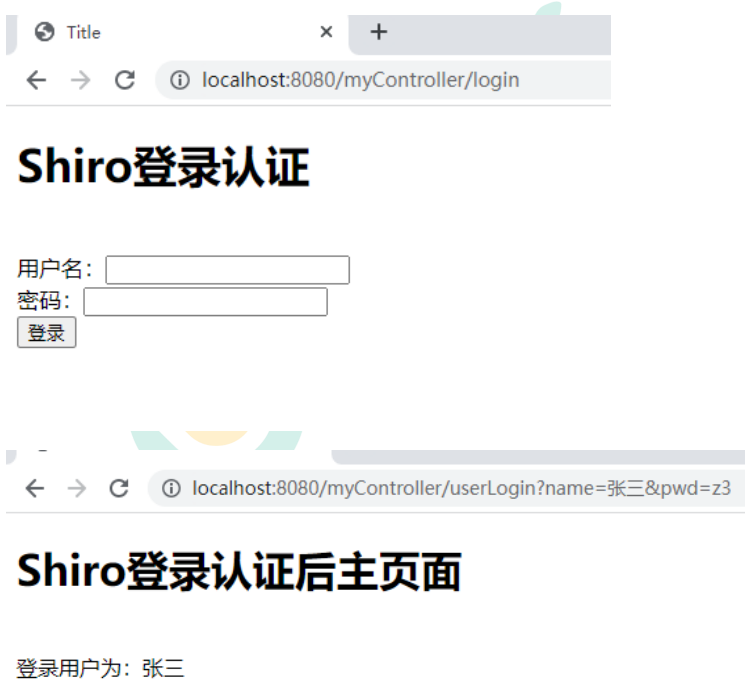 Title
localhost:8080/myController/login
Shiro登录认证
用户名：
密码：
登录
localhost:8080/myController/userLogin?name=张三&pwd=z3
Shiro登录认证后主页面
登录用户为：张三